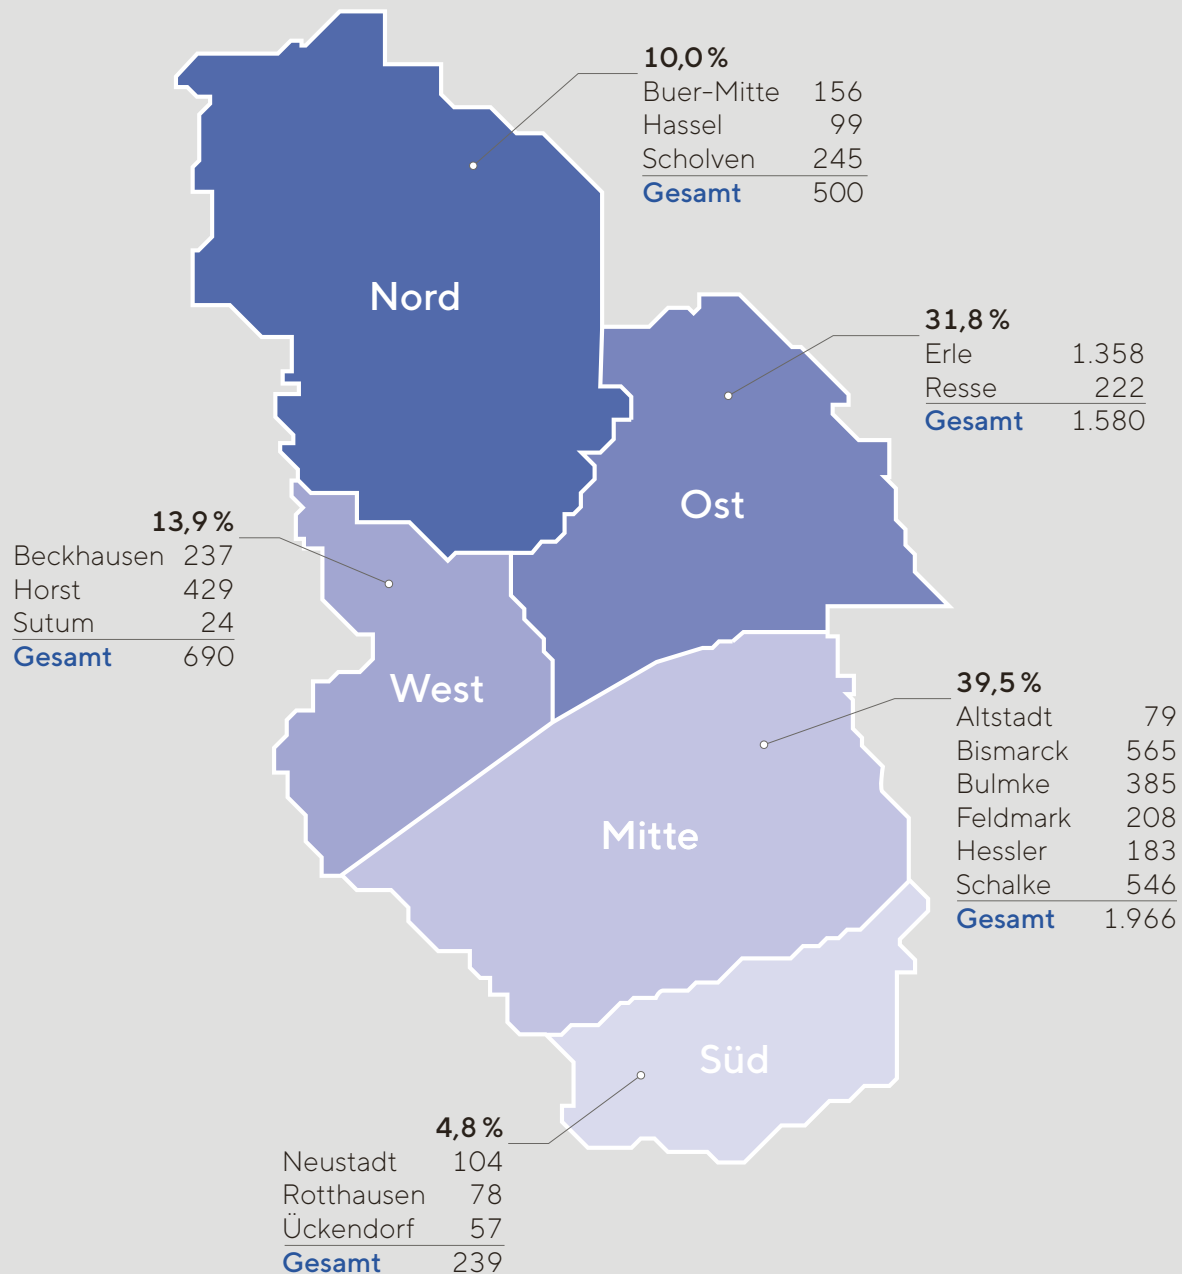 10,0 %
Buer-Mitte 156
Hassel 99
Scholven 245
Gesamt 500
Nord
31,8 %
Erle 1.358
Resse 222
Gesamt 1.580
Ost
13,9 %
Beckhausen 237
Horst 429
Sutum 24
Gesamt 690
West
39,5 %
Altstadt 79
Bismarck 565
Bulmke 385
Feldmark 208
Hessler 183
Schalke 546
Gesamt 1.966
Mitte
Süd
4,8 %
Neustadt 104
Rotthausen 78
Ückendorf 57
Gesamt 239